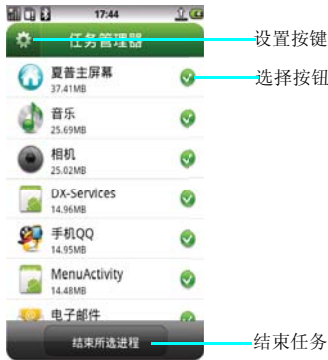 17:44
任务管理器
设置按键
夏普主屏幕
37.41MB
选择按钮
音乐
25.69MB
相机
25.02MB
DX-Services
14.96MB
手机QQ
14.95MB
MenuActivity
14.48MB
电子邮件
结束所选进程
结束任务